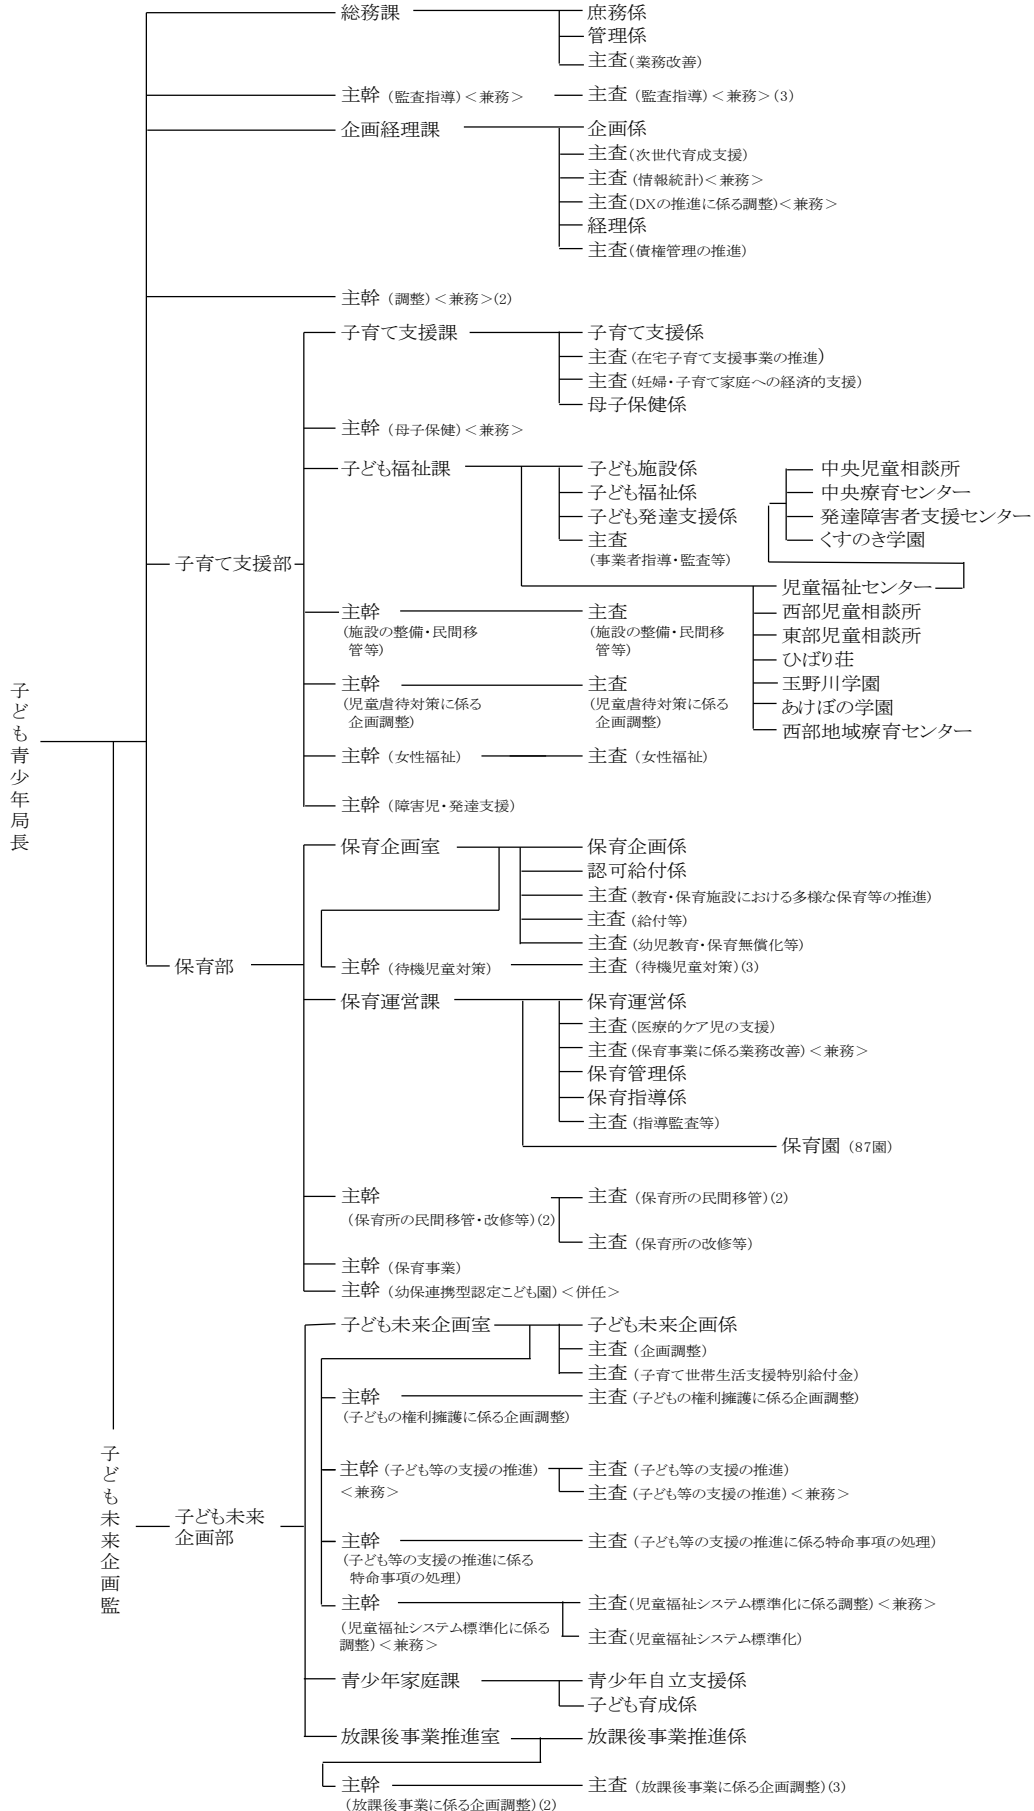 総務課
庶務係
管理係
主査(業務改善)
主幹 (監査指導)<兼務>
主査 (監査指導)<兼務>(3)
企画経理課
企画係
主査(次世代育成支援)
主査(情報統計)<兼務>
主査(DXの推進に係る調整)<兼務>
経理係
主査(債権管理の推進)
主幹 (調整)<兼務>(2)
子育て支援課
子育て支援係
主査(在宅子育て支援事業の推進)
主査(妊婦・子育て家庭への経済的支援)
母子保健係
主幹 (母子保健)<兼務>
子ども福祉課
子ども施設係
子ども福祉係
子ども発達支援係
主査
(事業者指導・監査等)
中央児童相談所
中央療育センター
発達障害者支援センター
くすのき学園
子育て支援部
児童福祉センター
西部児童相談所
東部児童相談所
ひばり荘
玉野川学園
あけぼの学園
西部地域療育センター
主幹
(施設の整備・民間移
管等)
主査
(施設の整備・民間移
管等)
主幹
(児童虐待対策に係る
企画調整)
主査
(児童虐待対策に係る
企画調整)
主幹 (女性福祉)
主査 (女性福祉)
主幹 (障害児・発達支援)
子ども青少年局長
保育部
保育企画室
保育企画係
認可給付係
主査(教育・保育施設における多様な保育等の推進)
主査(給付等)
主査(幼児教育・保育無償化等)
主幹 (待機児童対策)
主査 (待機児童対策)(3)
保育運営課
保育運営係
主査(医療的ケア児の支援)
主査(保育事業に係る業務改善)<兼務>
保育管理係
保育指導係
主査(指導監査等)
保育園 (87園)
主幹
(保育所の民間移管・改修等)(2)
主査 (保育所の民間移管)(2)
主査 (保育所の改修等)
主幹 (保育事業)
主幹 (幼保連携型認定こども園)<併任>
子ども未来企画監
子ども未来
企画部
子ども未来企画室
子ども未来企画係
主査 (企画調整)
主査 (子育て世帯生活支援特別給付金)
主幹
(子どもの権利擁護に係る企画調整)
主査 (子どもの権利擁護に係る企画調整)
主幹 (子ども等の支援の推進)
<兼務>
主査 (子ども等の支援の推進)
主査 (子ども等の支援の推進)<兼務>
主幹
(子ども等の支援の推進に係る
特命事項の処理)
主査 (子ども等の支援の推進に係る特命事項の処理)
主幹
(児童福祉システム標準化に係る
調整)<兼務>
主査(児童福祉システム標準化に係る調整)<兼務>
主査(児童福祉システム標準化)
青少年家庭課
青少年自立支援係
子ども育成係
放課後事業推進室
放課後事業推進係
主幹
(放課後事業に係る企画調整)(2)
主査 (放課後事業に係る企画調整)(3)